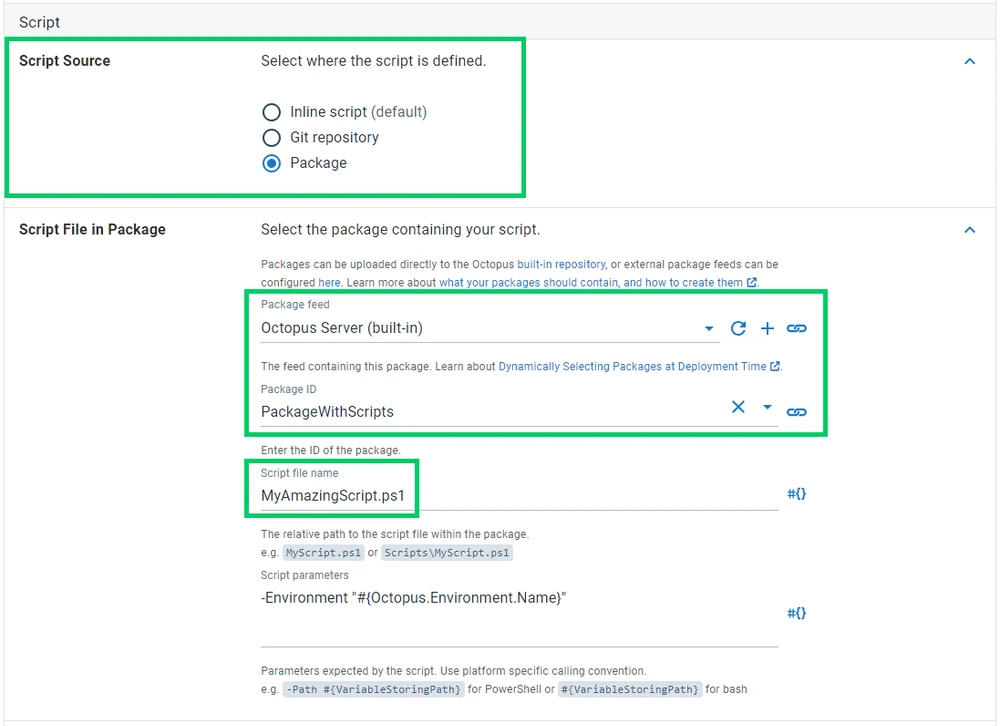 Script
Script Source
Select where the script is defined.
Inline script (default)
Git repository
Package
Script File in Package
Select the package containing your script.
Packages can be uploaded directly to the Octopus built-in repository, or external package feeds can be
configured here. Learn more about what your packages should contain, and how to create them.
Package feed
Octopus Server (built-in)
The feed containing this package. Learn about Dynamically Selecting Packages at Deployment Time.
Package ID
PackageWithScripts
Enter the ID of the package.
Script file name
MyAmazingScript.ps1
#{}
The relative path to the script file within the package.
e.g. MyScript.ps1 or Scripts\MyScript.ps1
Script parameters
-Environment "#{Octopus.Environment.Name}"
#{}
Parameters expected by the script. Use platform specific calling convention.
e.g. -Path #{VariableStoringPath} for PowerShell or #{VariableStoringPath} for bash